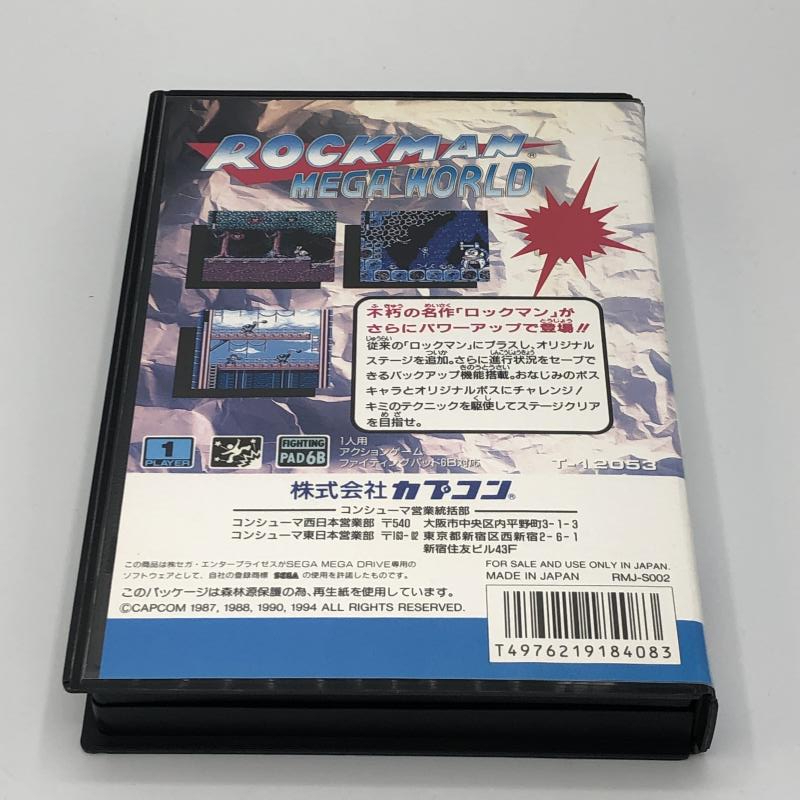 ROCKMAN®
MEGA WORLD
不朽の名作「ロックマン」が
さらにパワーアップで登場!!
従来の「ロックマン」にプラスし、オリジナル
ステージを追加。さらに進行状況をセーブで
きるバックアップ機能搭載。おなじみのボス
キャラとオリジナルボスにチャレンジ!
キミのテクニックを駆使してステージクリア
を目指せ。
1
PLAYER
FIGHTING
PAD 6B
1人用
アクションゲーム
ファイティングパッド6B対応
T-12053
株式会社 カプコン®
コンシューマ営業統括部
コンシューマ西日本営業部 〒540 大阪市中央区内平野町3-1-3
コンシューマ東日本営業部 〒163-02 東京都新宿区西新宿2-6-1
新宿住友ビル43F
この商品は㈱セガ・エンタープライゼスがSEGA MEGA DRIVE専用の
ソフトウェアとして、自社の登録商標 SEGA の使用を許諾したものです。
FOR SALE AND USE ONLY IN JAPAN.
MADE IN JAPAN RMJ-S002
このパッケージは森林源保護の為、再生紙を使用しています。
©CAPCOM 1987, 1988, 1990, 1994 ALL RIGHTS RESERVED.
T4976219184083